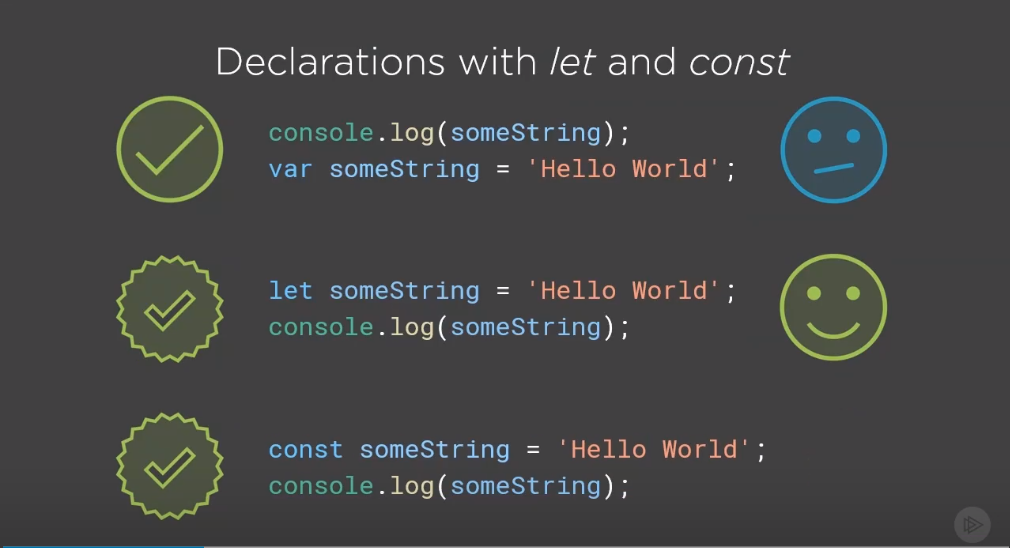 Declarations with let and const
console.log(someString);
var someString = 'Hello World';
let someString = 'Hello World';
console.log(someString);
const someString = 'Hello World';
console.log(someString);